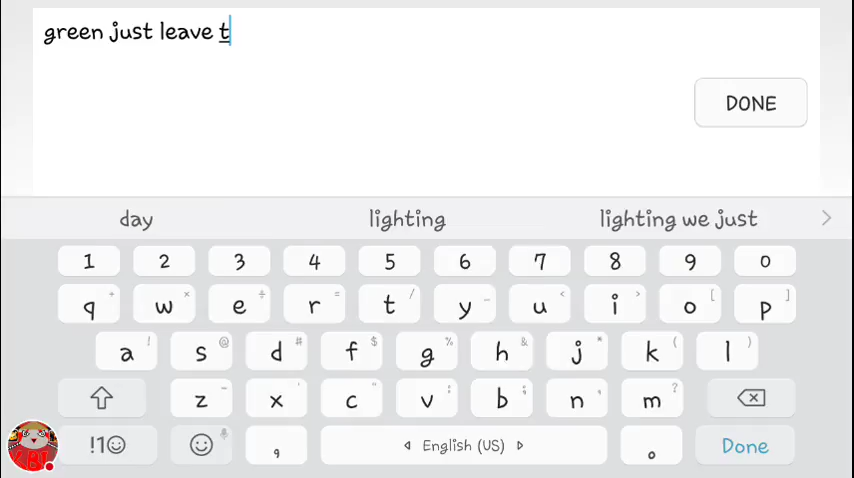 green just leave t
DONE
day lighting lighting we just
1 2 3 4 5 6 7 8 9 0
q + w × e ÷ r = t / y _ u < i > o [ p ]
a ! s @ d # f $ g % h & j * k ( l )
z - x ' c " v : b ; n , m ?
!1☺ , English (US) . Done
KBI